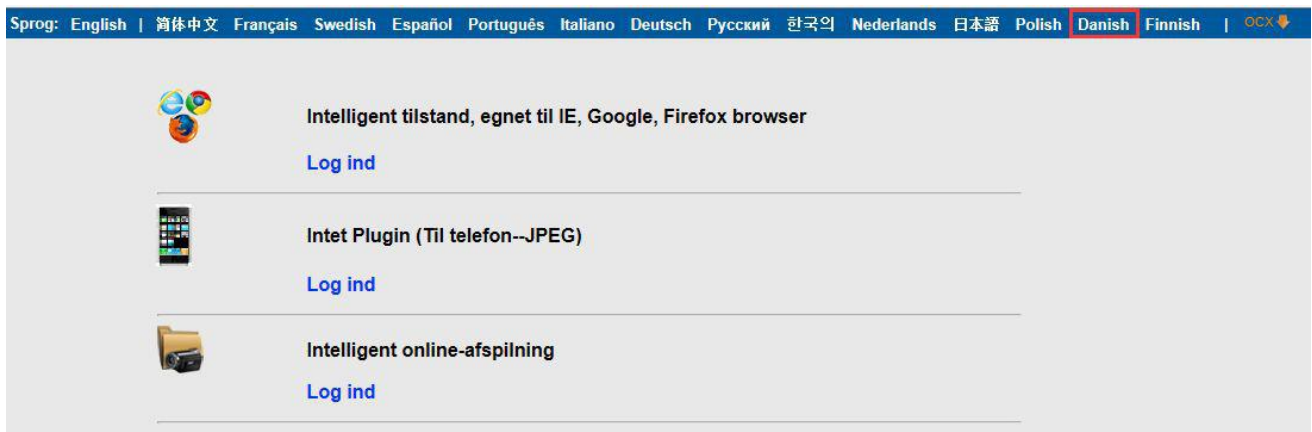 Sprog: English | 简体中文 Français Swedish Español Português Italiano Deutsch Русский 한국의 Nederlands 日本語 Polish Danish Finnish | OCX
Intelligent tilstand, egnet til IE, Google, Firefox browser
Log ind
Intet Plugin (Til telefon--JPEG)
Log ind
Intelligent online-afspilning
Log ind